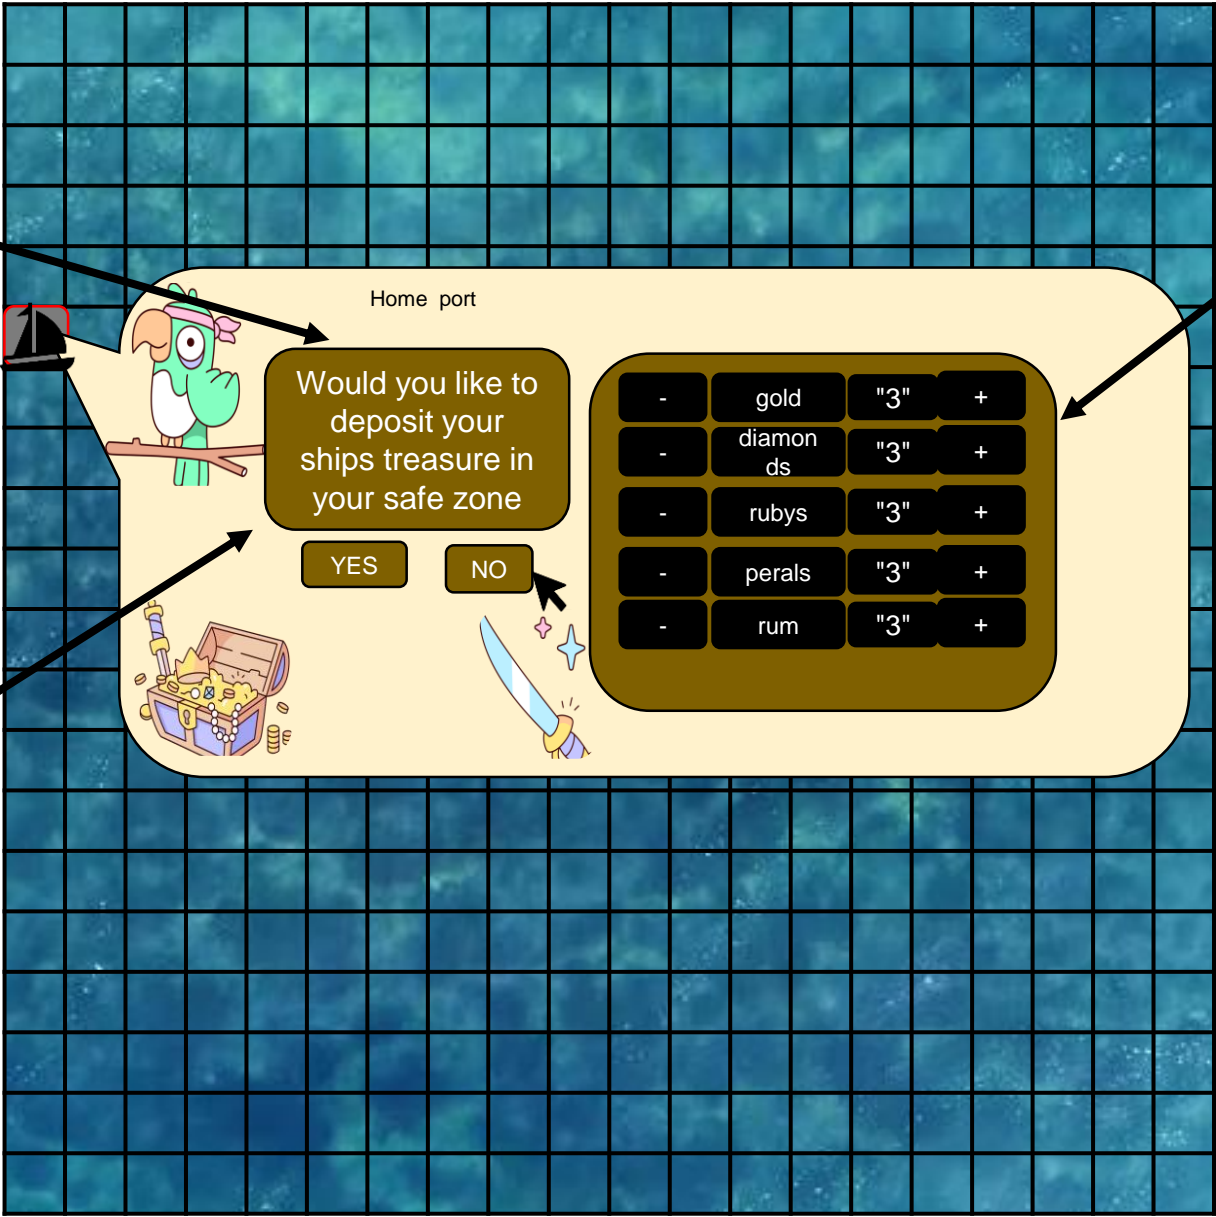 Home port
Would you like to
deposit your
ships treasure in
your safe zone
YES
NO
- gold "3" +
- diamon
ds "3" +
- rubys "3" +
- perals "3" +
- rum "3" +